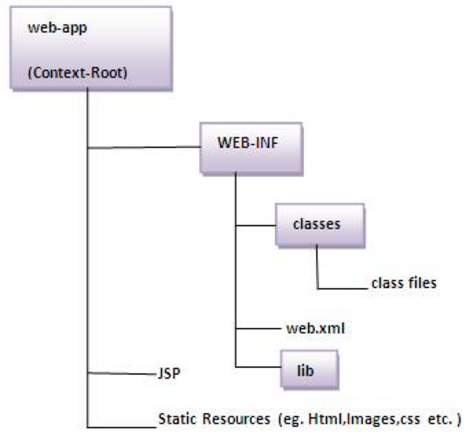 web-app
(Context-Root)
WEB-INF
classes
class files
web.xml
lib
JSP
Static Resources (eg. Html,Images,css etc. )